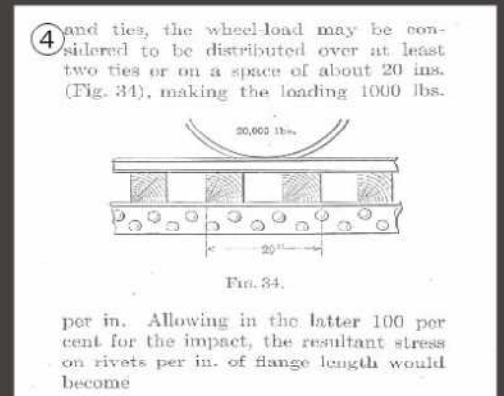 ④
and ties, the wheel-load may be con-
sidered to be distributed over at least
two ties or on a space of about 20 ins.
(Fig. 34), making the loading 1000 lbs.
20,000 lbs.
20"
FIG. 34.
per in. Allowing in the latter 100 per
cent for the impact, the resultant stress
on rivets per in. of flange length would
become